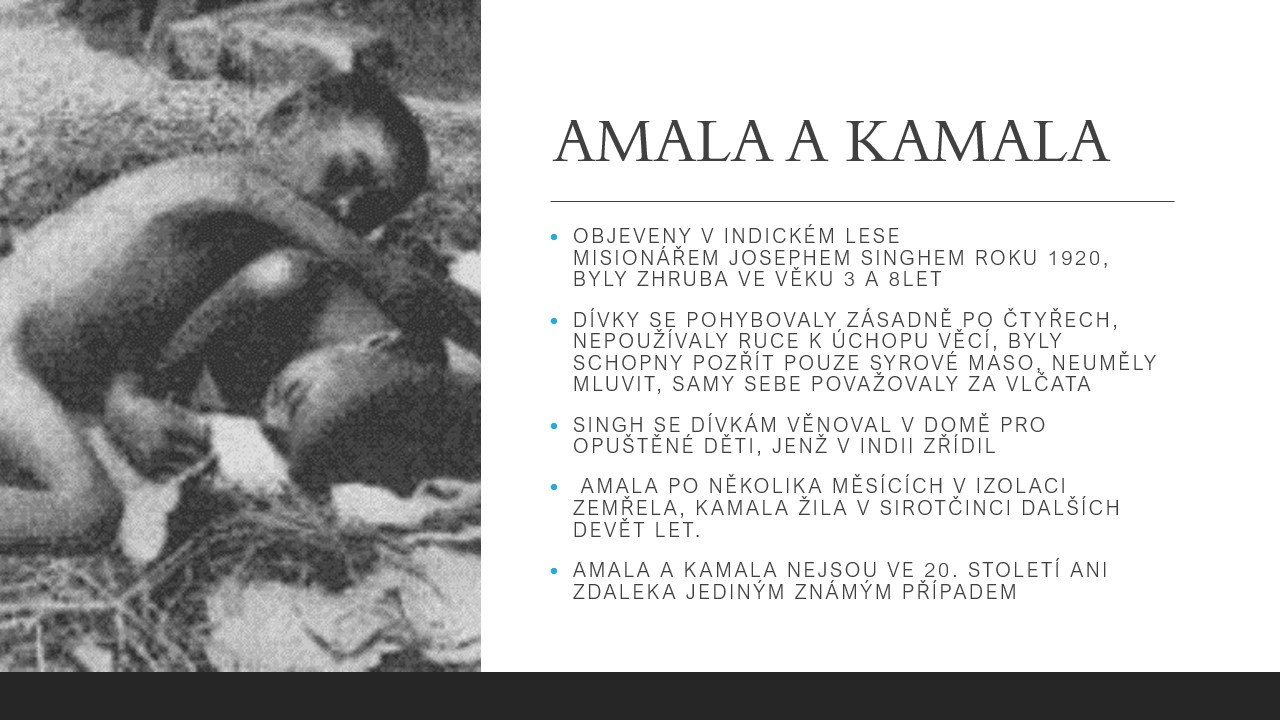 AMALA A KAMALA
• OBJEVENY V INDICKÉM LESE
MISIONÁŘEM JOSEPHEM SINGHEM ROKU 1920,
BYLY ZHRUBA VE VĚKU 3 A 8LET
• DÍVKY SE POHYBOVALY ZÁSADNĚ PO ČTYŘECH,
NEPOUŽÍVALY RUCE K ÚCHOPU VĚCÍ, BYLY
SCHOPNY POZŘÍT POUZE SYROVÉ MASO, NEUMĚLY
MLUVIT, SAMY SEBE POVAŽOVALY ZA VLČATA
• SINGH SE DÍVKÁM VĚNOVAL V DOMĚ PRO
OPUŠTĚNÉ DĚTI, JENŽ V INDII ZŘÍDIL
• AMALA PO NĚKOLIKA MĚSÍCÍCH V IZOLACI
ZEMŘELA, KAMALA ŽILA V SIROTČINCI DALŠÍCH
DEVĚT LET.
• AMALA A KAMALA NEJSOU VE 20. STOLETÍ ANI
ZDALEKA JEDINÝM ZNÁMÝM PŘÍPADEM